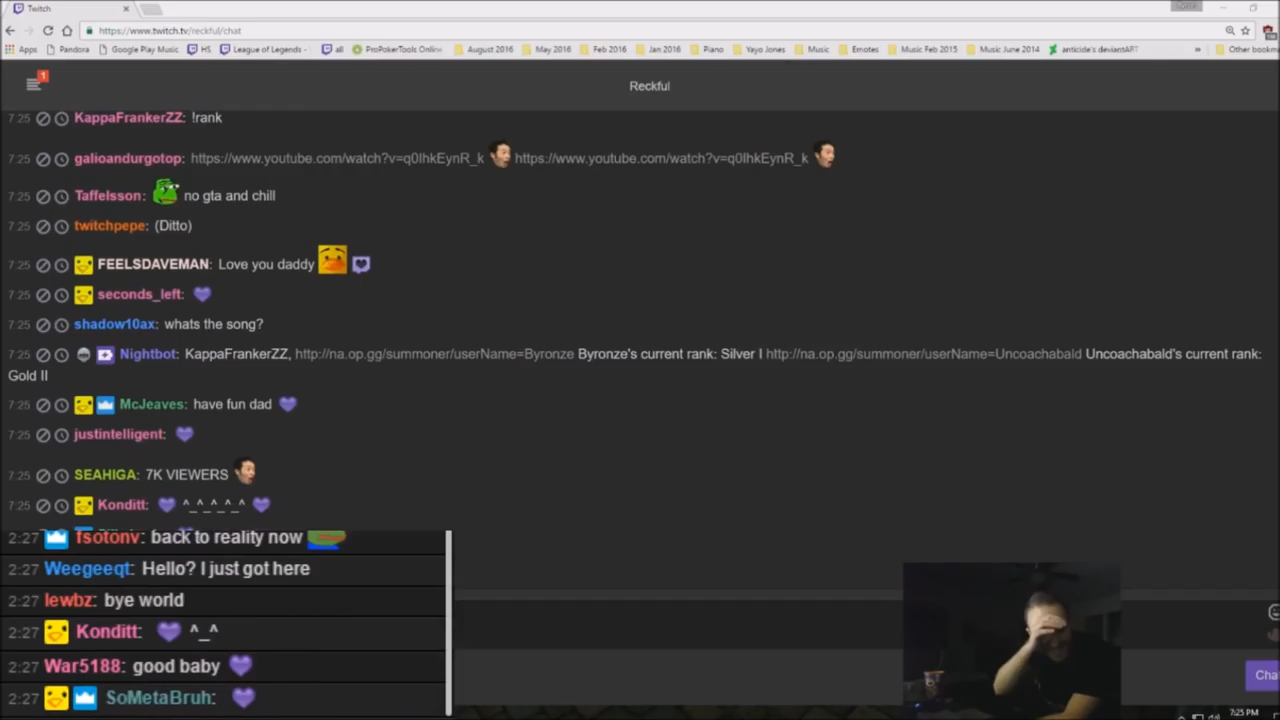 Twitch
https://www.twitch.tv/reckful/chat
Apps Pandora Google Play Music HS League of Legends - all ProPokerTools Online August 2016 May 2016 Feb 2016 Jan 2016 Piano Yayo Jones Music Emotes Music Feb 2015 Music June 2014 anticide's deviantART » Other bookm
1
Reckful
7:25 KappaFrankerZZ: !rank
7:25 galioandurgotop: https://www.youtube.com/watch?v=q0IhkEynR_k https://www.youtube.com/watch?v=q0IhkEynR_k
7:25 Taffelsson: no gta and chill
7:25 twitchpepe: (Ditto)
7:25 FEELSDAVEMAN: Love you daddy
7:25 seconds_left:
7:25 shadow10ax: whats the song?
7:25 Nightbot: KappaFrankerZZ, http://na.op.gg/summoner/userName=Byronze Byronze's current rank: Silver I http://na.op.gg/summoner/userName=Uncoachabald Uncoachabald's current rank:
Gold II
7:25 McJeaves: have fun dad
7:25 justintelligent:
7:25 SEAHIGA: 7K VIEWERS
7:25 Konditt: ^_^_^_^_^
2:27 fsotonv: back to reality now
2:27 Weegeeqt: Hello? I just got here
2:27 lewbz: bye world
2:27 Konditt: ^_^
2:27 War5188: good baby
2:27 SoMetaBruh:
Cha
7:25 PM